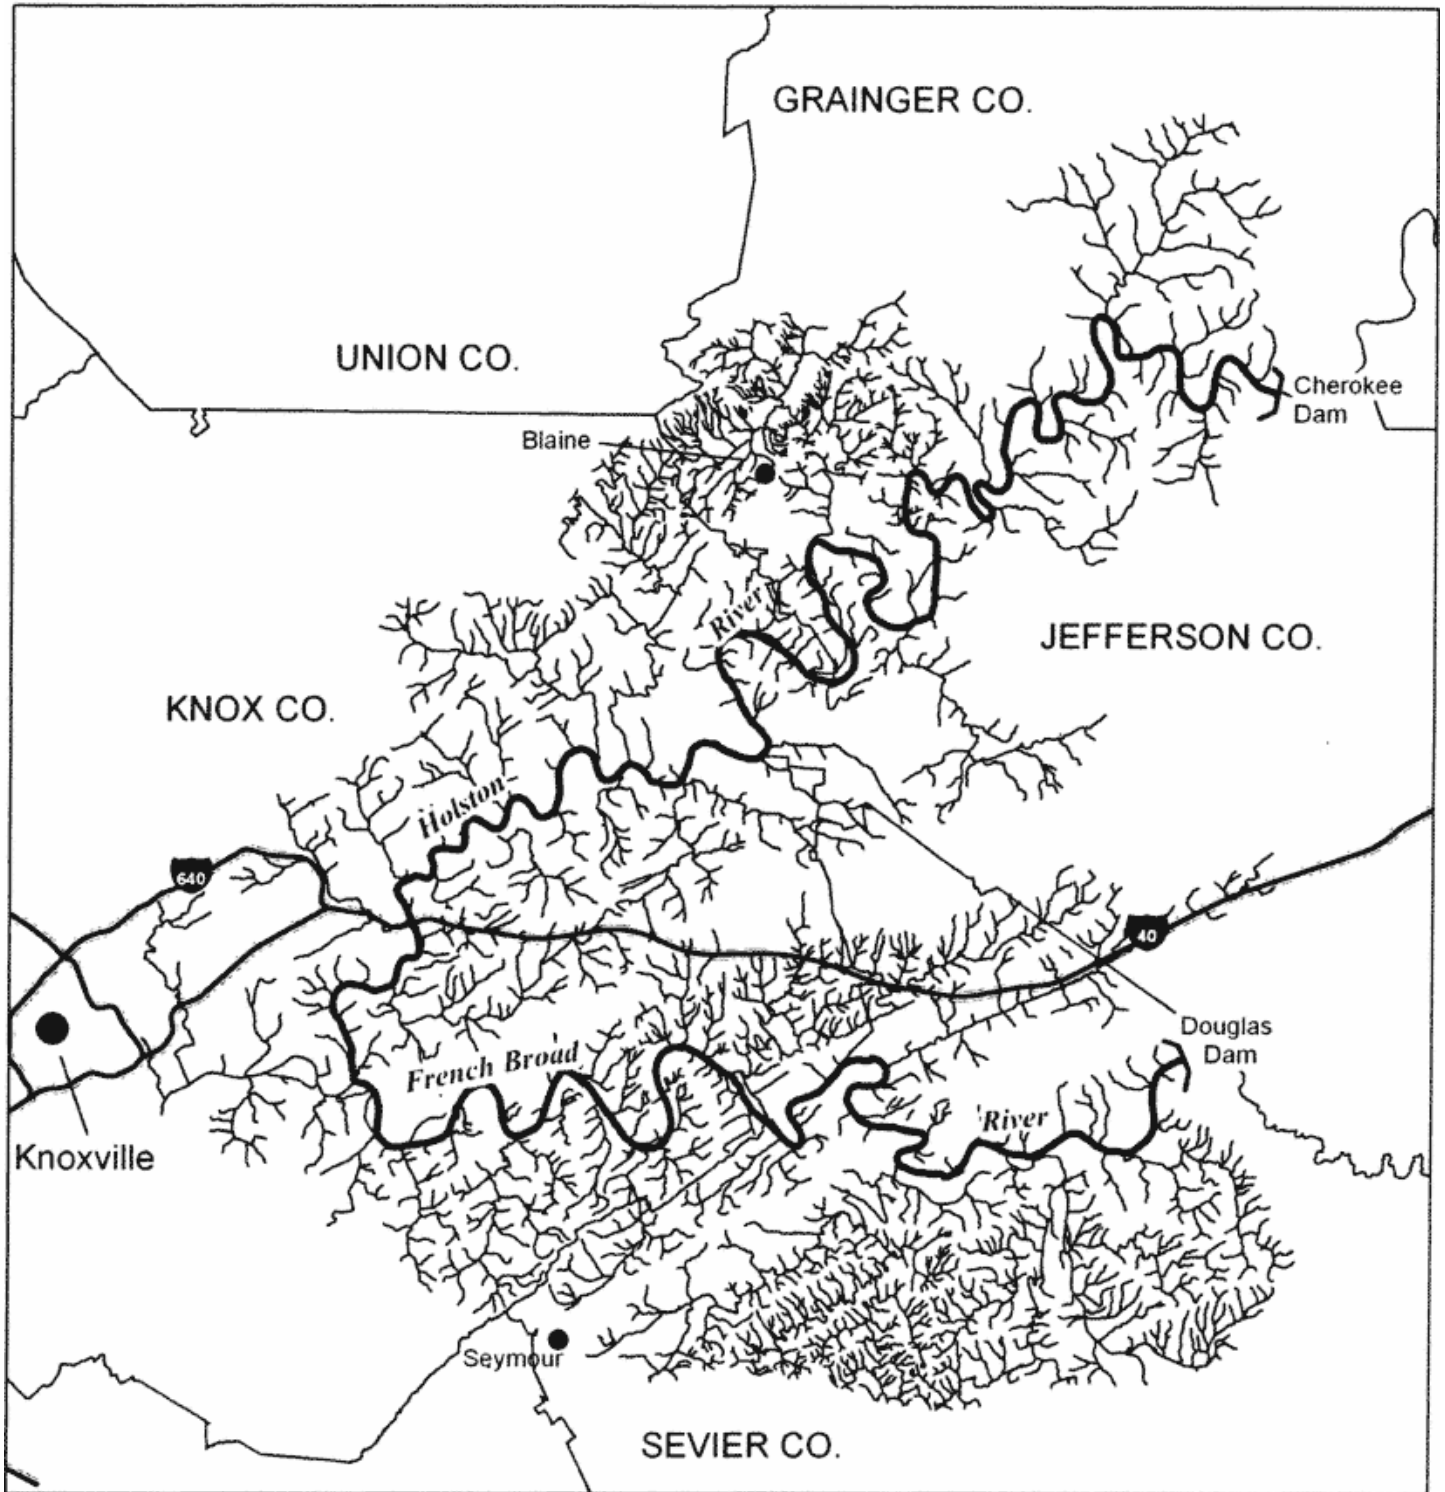 GRAINGER CO.
UNION CO.
Cherokee
Dam
Blaine
River
JEFFERSON CO.
KNOX CO.
Holston
640
40
Douglas
Dam
French Broad
River
Knoxville
Seymour
SEVIER CO.